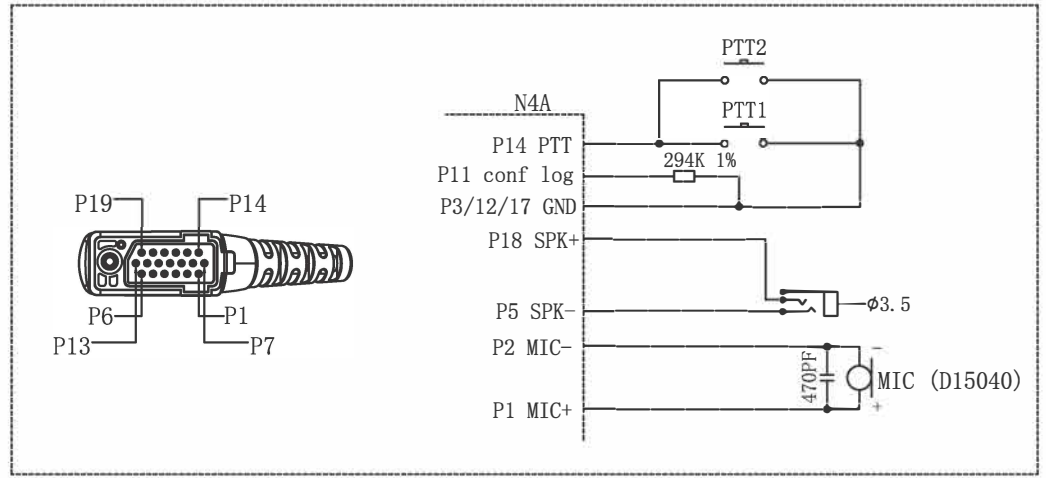 P19
P14
P6
P1
P13
P7
PTT2
N4A
PTT1
P14 PTT
294K 1%
P11 conf log
P3/12/17 GND
P18 SPK+
ϕ3.5
P5 SPK-
P2 MIC-
-
470PF
MIC (D15040)
P1 MIC+
+